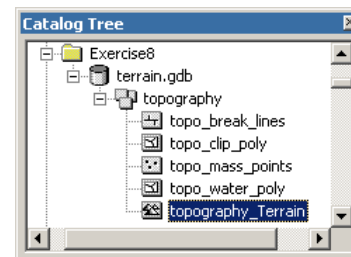 Catalog Tree
Exercise8
terrain.gdb
topography
topo_break_lines
topo_clip_poly
topo_mass_points
topo_water_poly
topography_Terrain